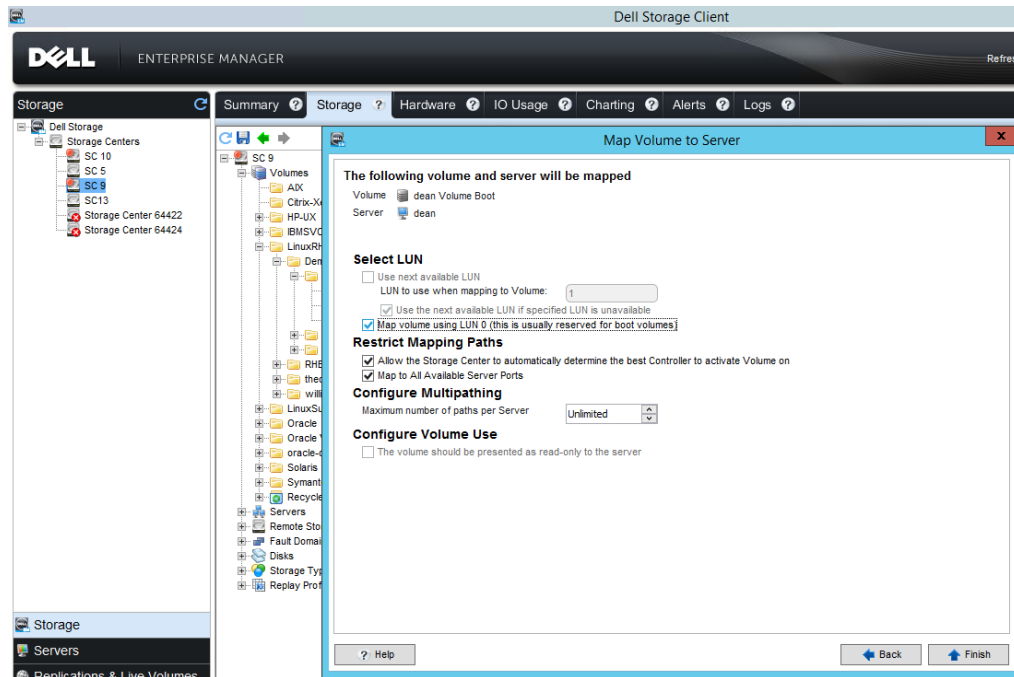 Dell Storage Client
DELL
ENTERPRISE MANAGER
Storage
Dell Storage
Storage Centers
SC 10
SC 5
SC 9
SC13
Storage Center 64422
Storage Center 64424
Storage
Servers
Replications & Live Volumes
Summary ? Storage ? Hardware ? IO Usage ? Charting ? Alerts ? Logs ?
SC 9
Volumes
AIX
HP-UX
Oracle
Solaris
Servers
Disks
Map Volume to Server
The following volume and server will be mapped
Volume dean Volume Boot
Server dean
Select LUN
Use next available LUN
LUN to use when mapping to Volume: 1
Use the next available LUN if specified LUN is unavailable
Map volume using LUN 0 (this is usually reserved for boot volumes)
Restrict Mapping Paths
Allow the Storage Center to automatically determine the best Controller to activate Volume on
Map to All Available Server Ports
Configure Multipathing
Maximum number of paths per Server Unlimited
Configure Volume Use
The volume should be presented as read-only to the server
? Help
Back
Finish